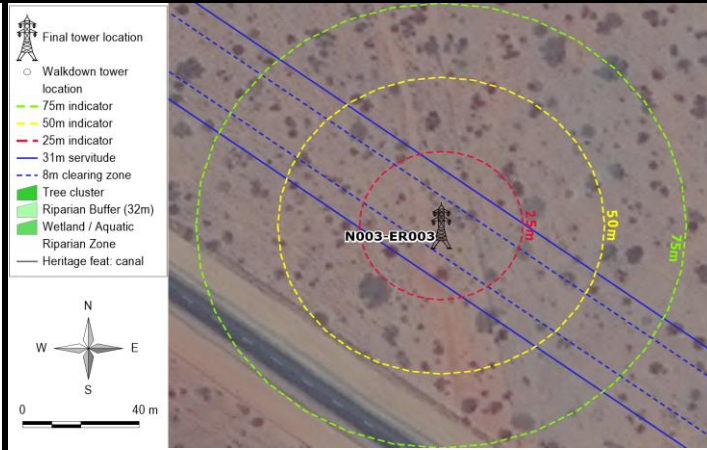 Final tower location
Walkdown tower
location
75m indicator
50m indicator
25m indicator
31m servitude
8m clearing zone
Tree cluster
Riparian Buffer (32m)
Wetland / Aquatic
Riparian Zone
Heritage feat: canal
N
W E
S
0 40 m
N003-ER003
25m
50m
75m